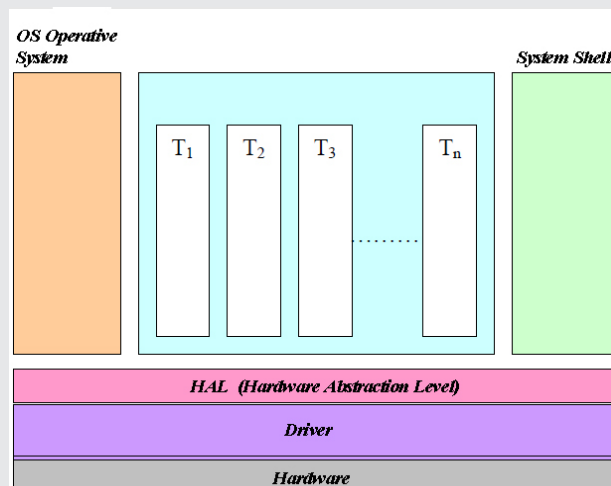 OS Operative
System
System Shell
T1 T2 T3 ......... Tn
HAL (Hardware Abstraction Level)
Driver
Hardware